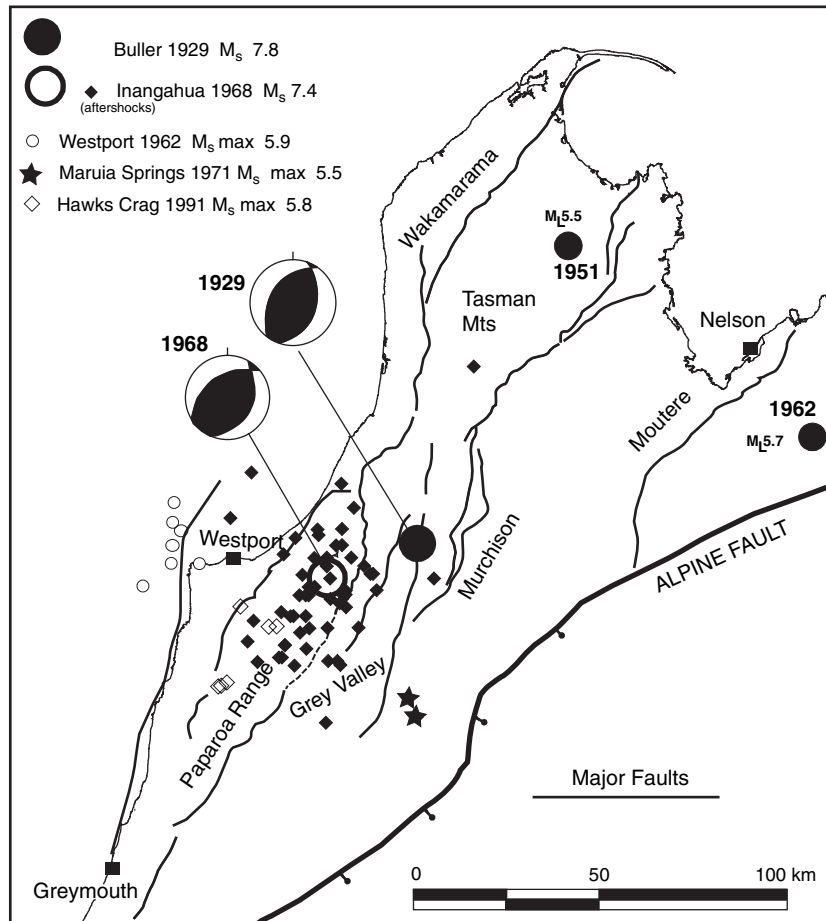 Buller 1929 Ms 7.8
Inangahua 1968 Ms 7.4
(aftershocks)
Westport 1962 Ms max 5.9
Maruia Springs 1971 Ms max 5.5
Hawks Crag 1991 Ms max 5.8
Wakamarama
ML5.5
1951
1929
Tasman
Mts
Nelson
1968
1962
ML5.7
Moutere
Westport
Murchison
ALPINE FAULT
Grey Valley
Paparoa Range
Major Faults
Greymouth
0 50 100 km